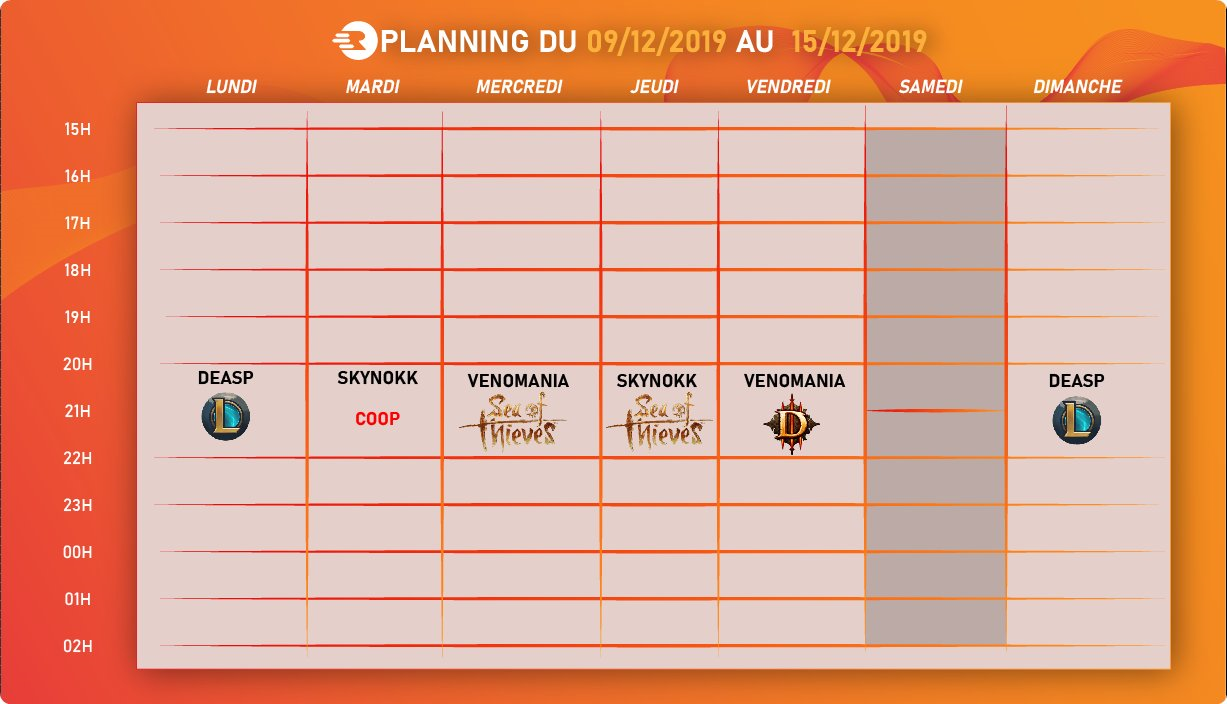 PLANNING DU 09/12/2019 AU 15/12/2019
LUNDI MARDI MERCREDI JEUDI VENDREDI SAMEDI DIMANCHE
15H
16H
17H
18H
19H
20H
DEASP SKYNOKK VENOMANIA SKYNOKK VENOMANIA DEASP
21H L COOP Sea of Thieves Sea of Thieves D L
22H
23H
00H
01H
02H